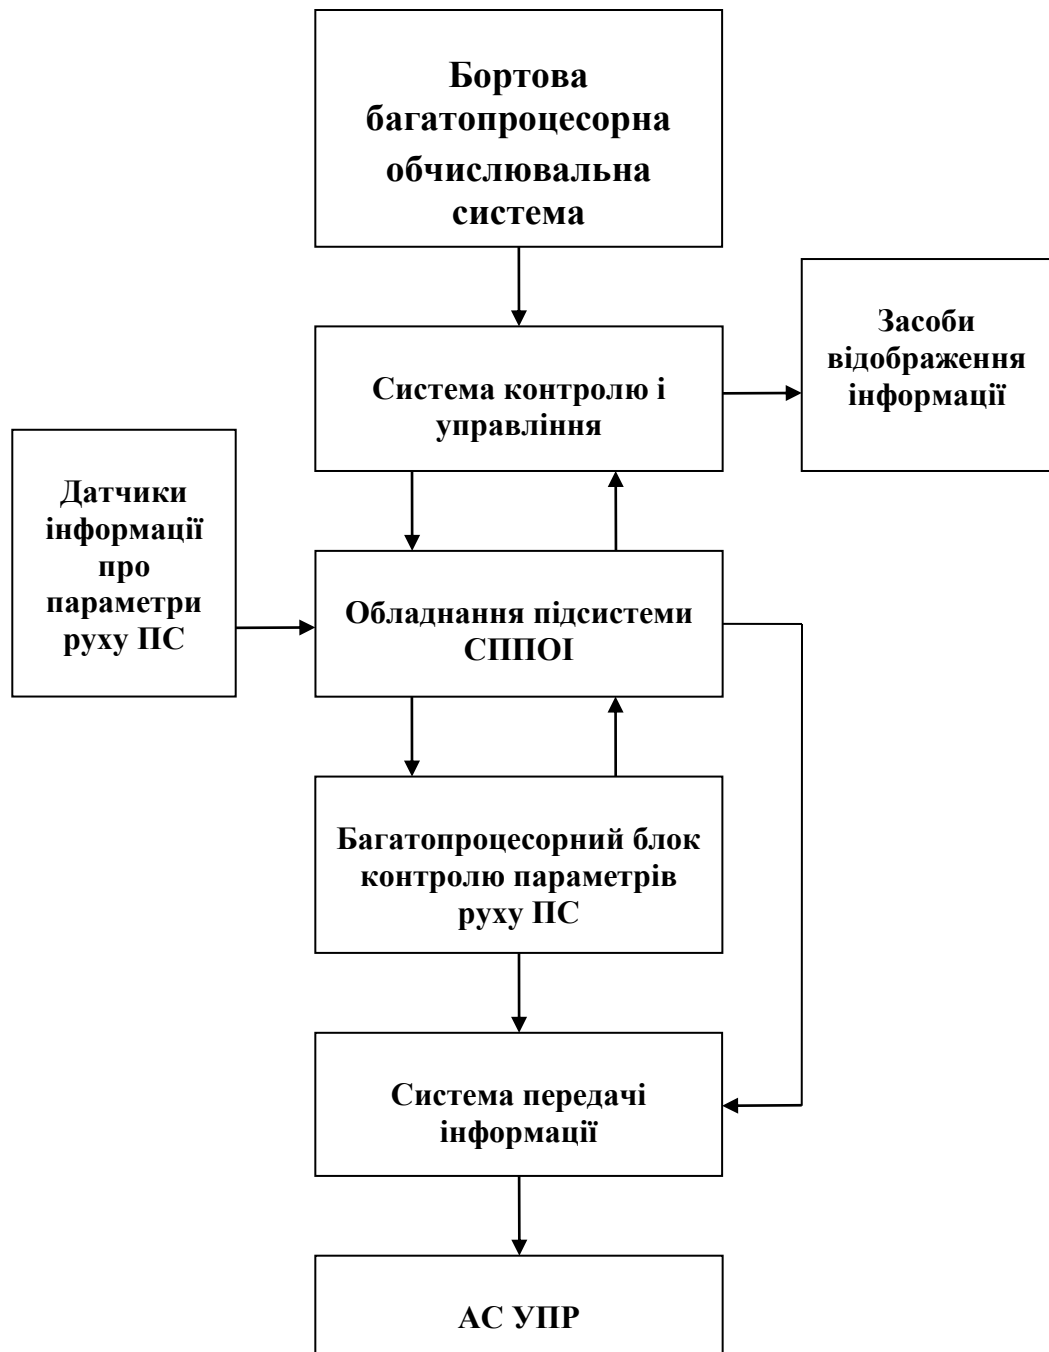 Бортова
багатопроцесорна
обчислювальна
система
Засоби
відображення
інформації
Система контролю і
управління
Датчики
інформації
про
параметри
руху ПС
Обладнання підсистеми
СППОІ
Багатопроцесорний блок
контролю параметрів
руху ПС
Система передачі
інформації
АС УПР